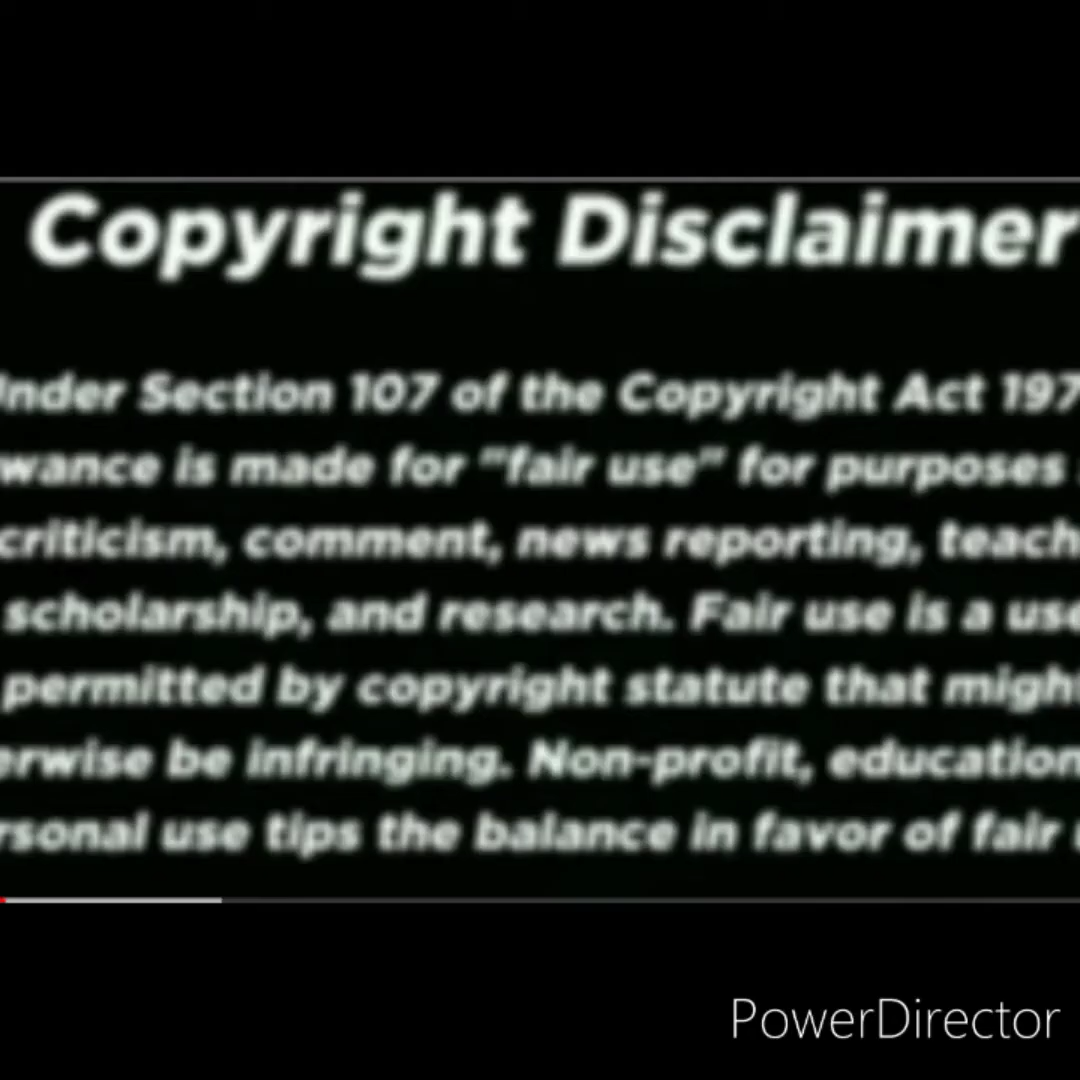 Copyright Disclaimer
Under Section 107 of the Copyright Act 197
wance is made for "fair use" for purposes
criticism, comment, news reporting, teach
scholarship, and research. Fair use is a use
permitted by copyright statute that might
erwise be infringing. Non-profit, education
rsonal use tips the balance in favor of fair
PowerDirector